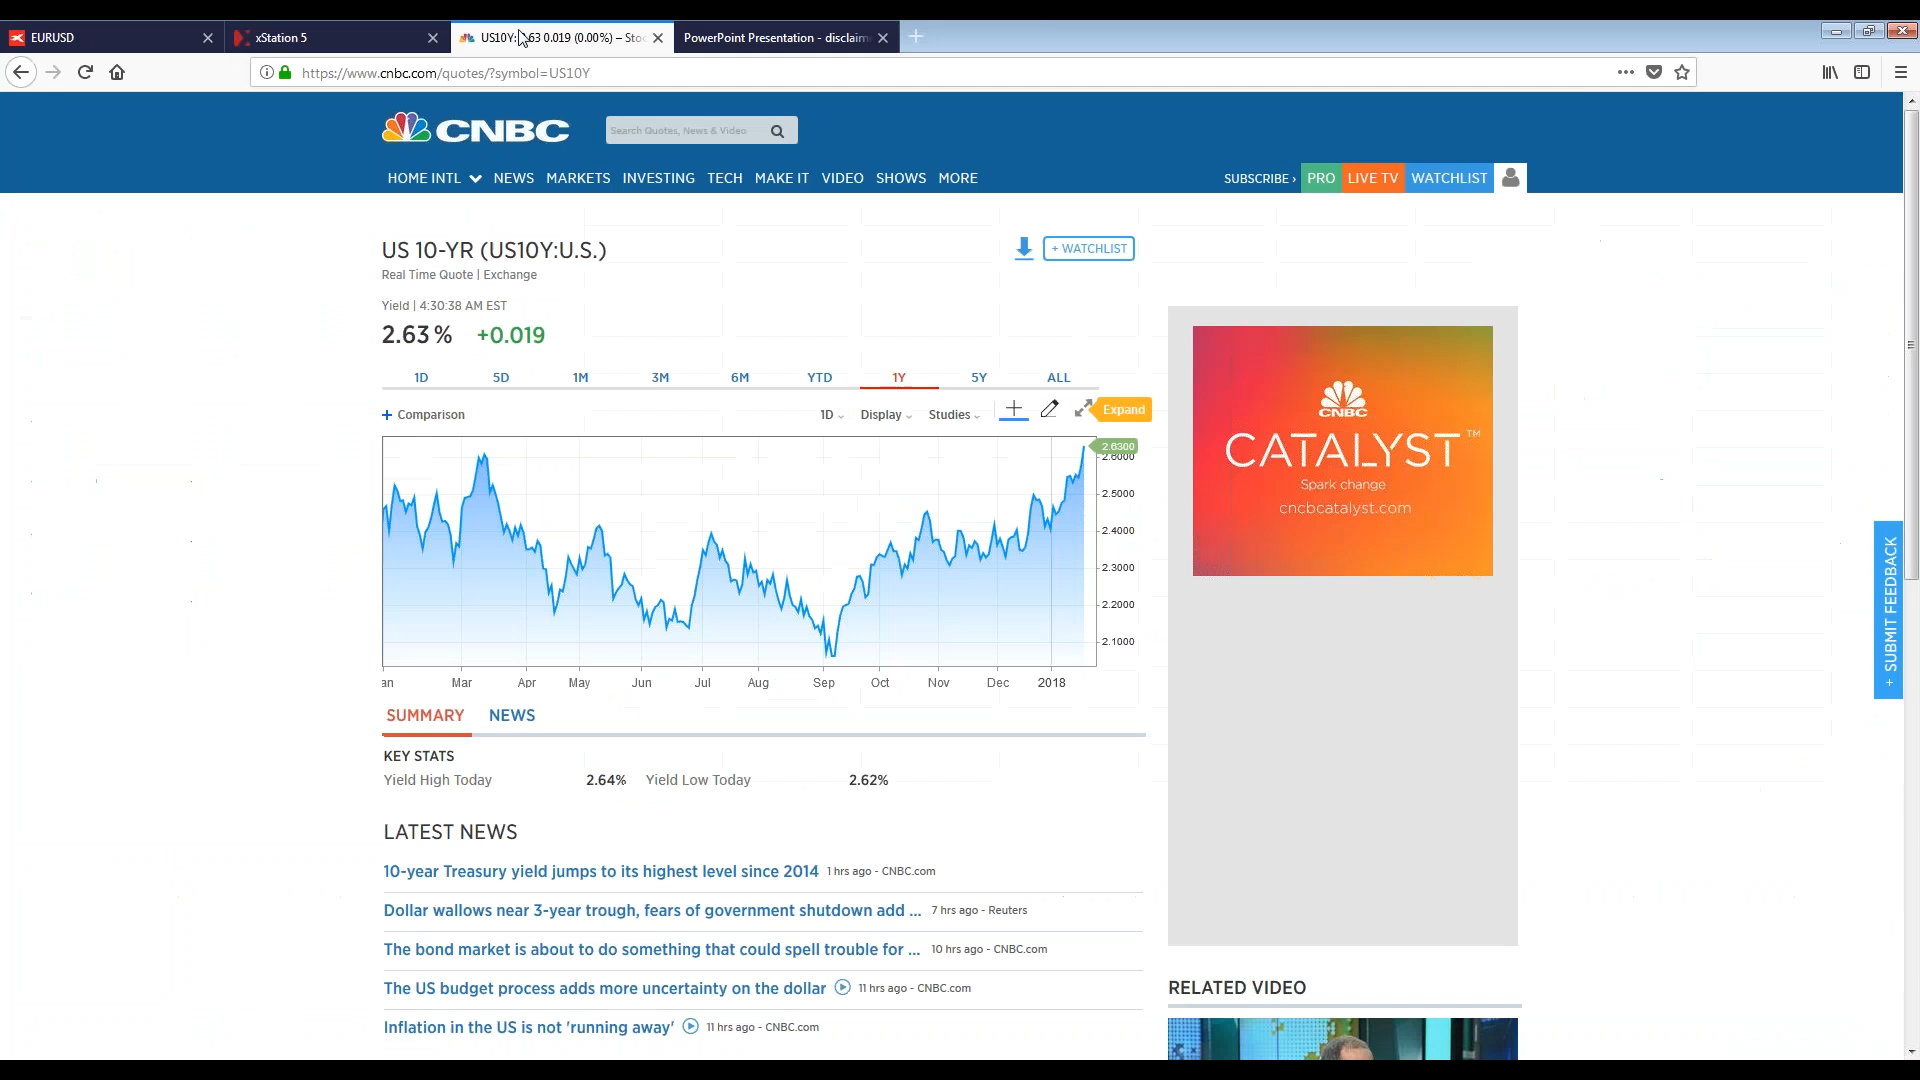 EURUSD
xStation 5
US10Y: 63 0.019 (0.00%) – Sto
PowerPoint Presentation - disclaim
https://www.cnbc.com/quotes/?symbol=US10Y
CNBC
Search Quotes, News & Video
HOME INTL NEWS MARKETS INVESTING TECH MAKE IT VIDEO SHOWS MORE
SUBSCRIBE › PRO LIVE TV WATCHLIST
US 10-YR (US10Y:U.S.)
+ WATCHLIST
Real Time Quote | Exchange
Yield | 4:30:38 AM EST
2.63 % +0.019
1D 5D 1M 3M 6M YTD 1Y 5Y ALL
+ Comparison
1D Display Studies
Expand
2.6300
2.6000
2.5000
2.4000
2.3000
2.2000
2.1000
an Mar Apr May Jun Jul Aug Sep Oct Nov Dec 2018
SUMMARY NEWS
KEY STATS
Yield High Today 2.64% Yield Low Today 2.62%
LATEST NEWS
10-year Treasury yield jumps to its highest level since 2014 1 hrs ago - CNBC.com
Dollar wallows near 3-year trough, fears of government shutdown add ... 7 hrs ago - Reuters
The bond market is about to do something that could spell trouble for ... 10 hrs ago - CNBC.com
The US budget process adds more uncertainty on the dollar 11 hrs ago - CNBC.com
Inflation in the US is not 'running away' 11 hrs ago - CNBC.com
CNBC
CATALYST™
Spark change
cncbcatalyst.com
RELATED VIDEO
+ SUBMIT FEEDBACK